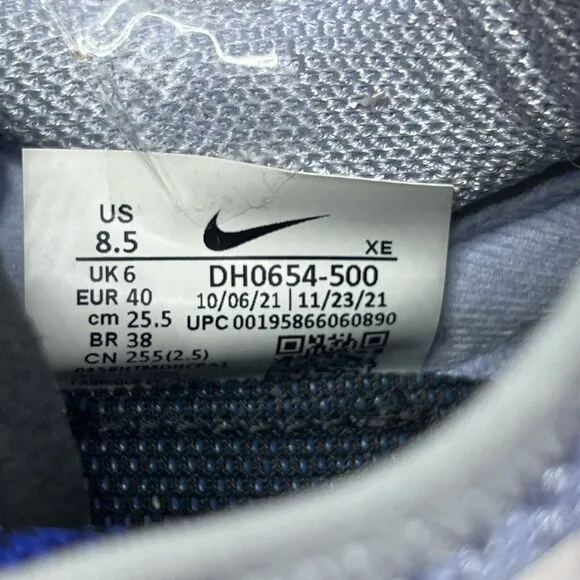 US
8.5
XE
UK 6
EUR 40
cm 25.5
BR 38
CN 255(2.5)
DH0654-500
10/06/21 | 11/23/21
UPC 00195866060890